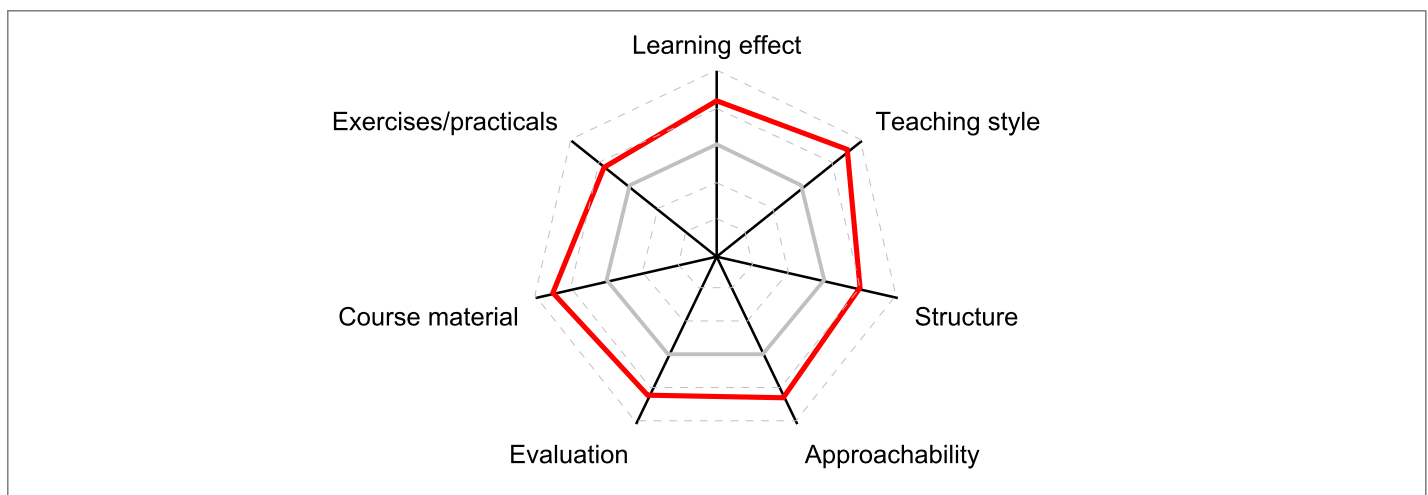 Learning effect
Exercises/practicals
Teaching style
Course material
Structure
Evaluation
Approachability